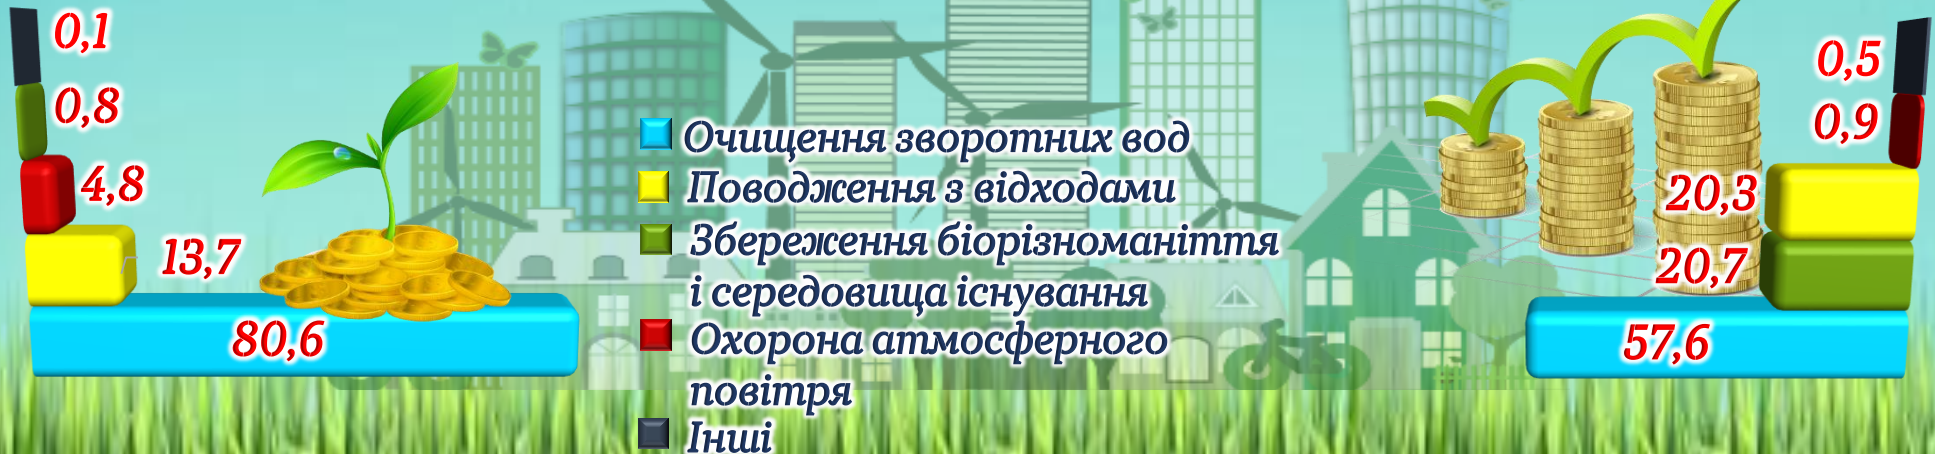 0,1
0,8
4,8
13,7
80,6
Очищення зворотних вод
Поводження з відходами
Збереження біорізноманіття
і середовища існування
Охорона атмосферного
повітря
Інші
0,5
0,9
20,3
20,7
57,6